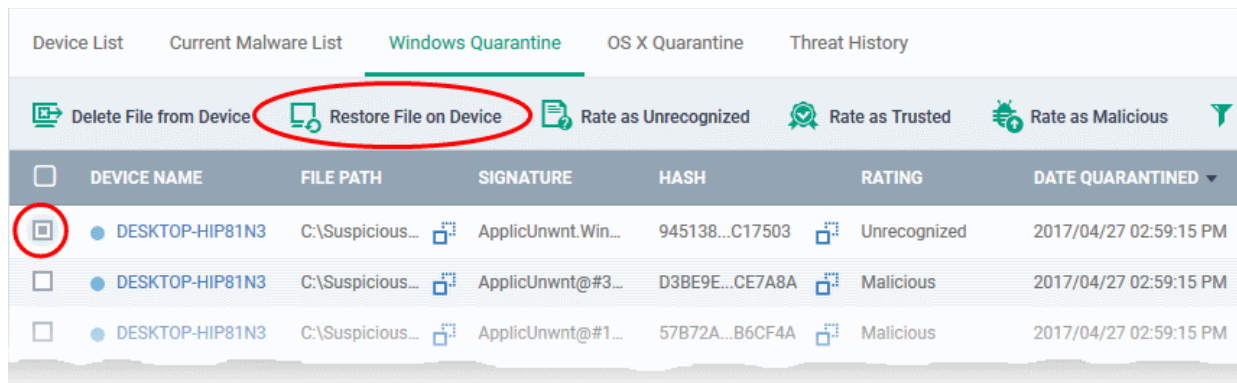 Device List Current Malware List Windows Quarantine OS X Quarantine Threat History
Delete File from Device Restore File on Device Rate as Unrecognized Rate as Trusted Rate as Malicious
DEVICE NAME FILE PATH SIGNATURE HASH RATING DATE QUARANTINED
DESKTOP-HIP81N3 C:\Suspicious... ApplicUnwnt.Win... 945138...C17503 Unrecognized 2017/04/27 02:59:15 PM
DESKTOP-HIP81N3 C:\Suspicious... ApplicUnwnt@#3... D3BE9E...CE7A8A Malicious 2017/04/27 02:59:15 PM
DESKTOP-HIP81N3 C:\Suspicious... ApplicUnwnt@#1... 57B72A...B6CF4A Malicious 2017/04/27 02:59:15 PM